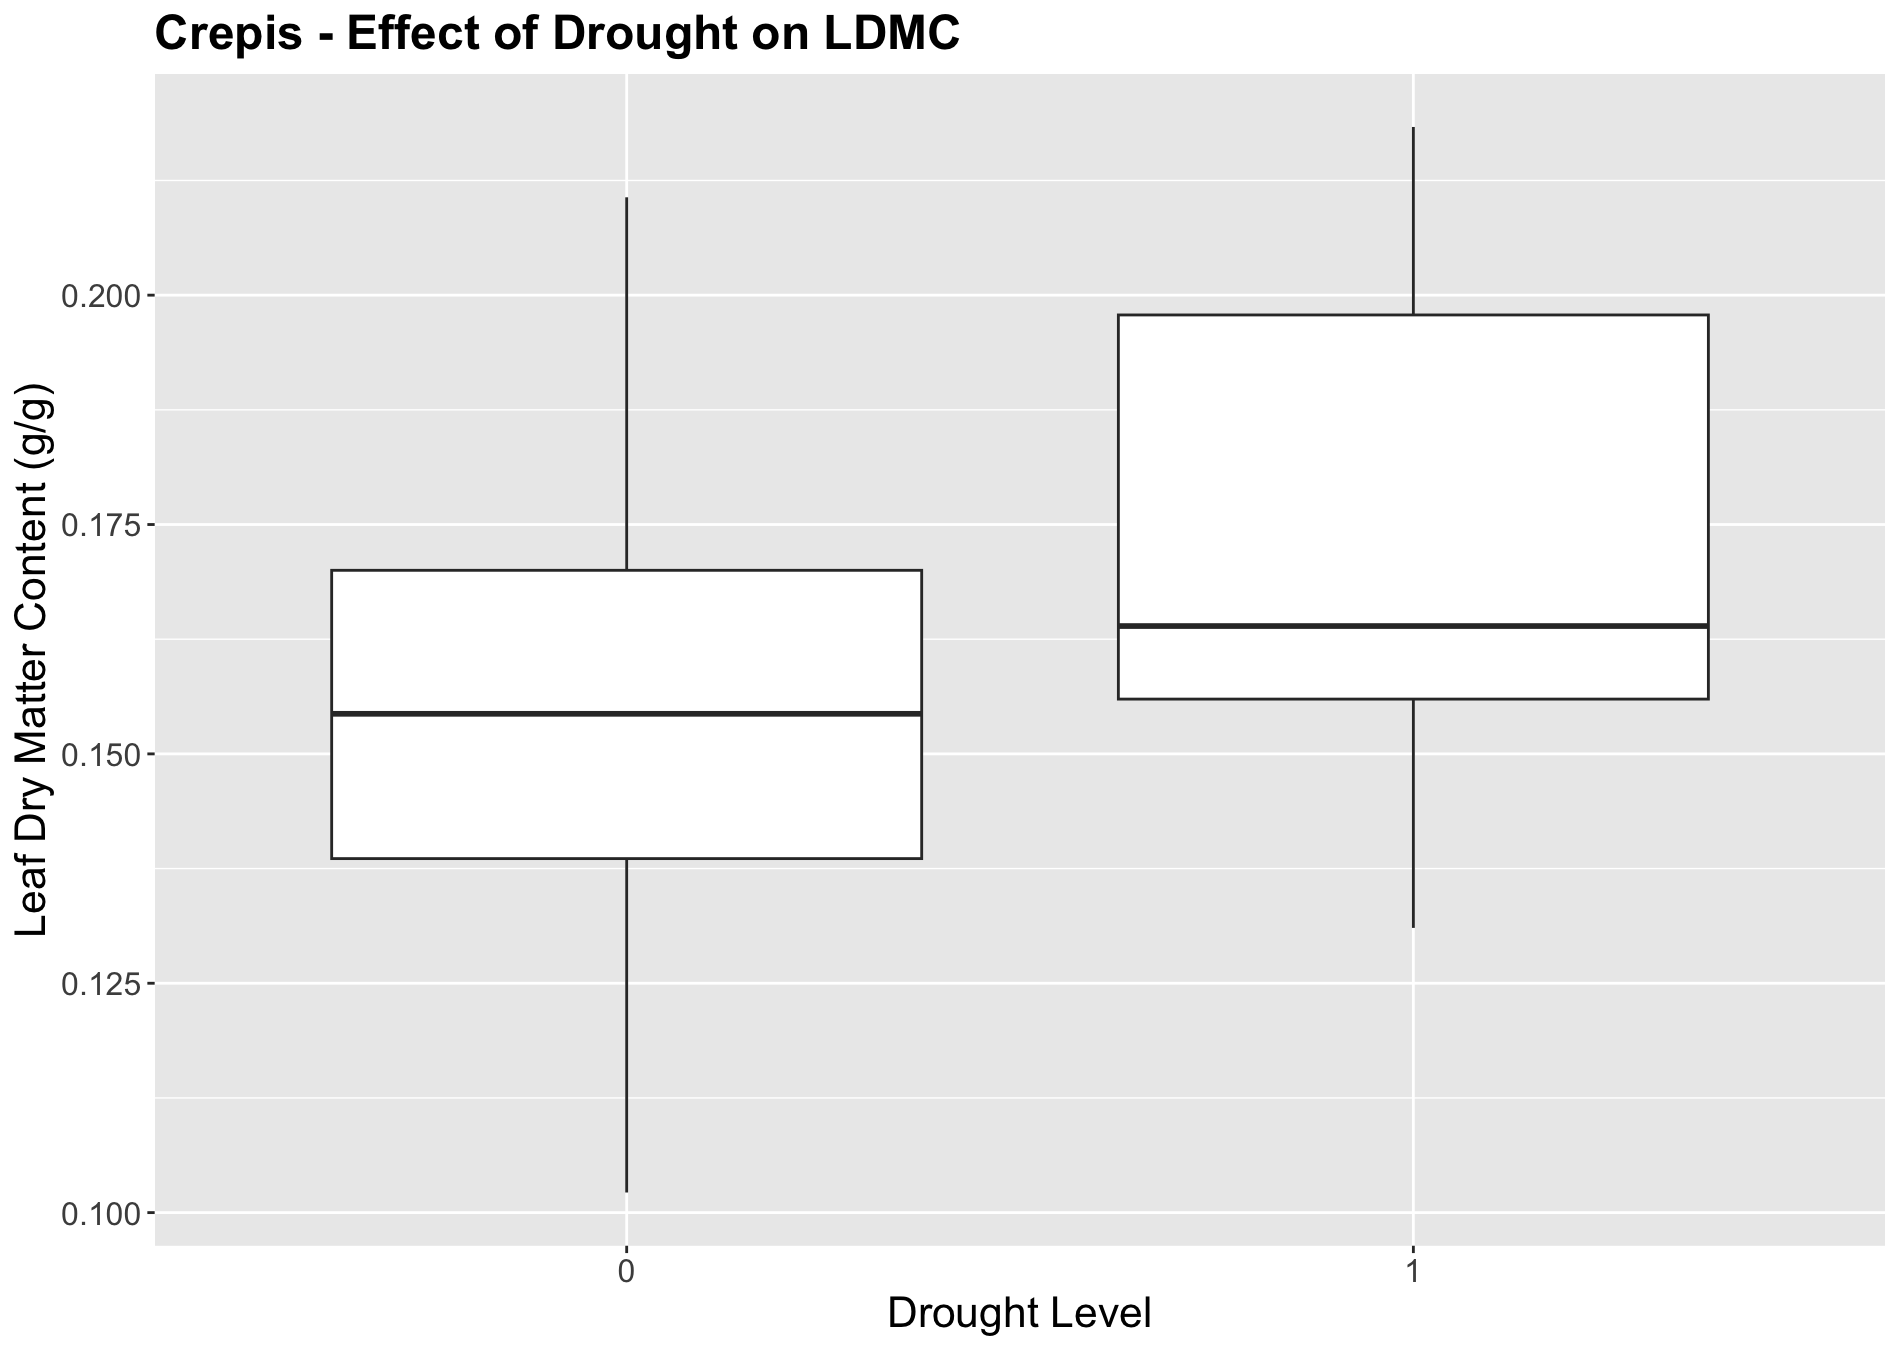 Crepis - Effect of Drought on LDMC
Leaf Dry Matter Content (g/g)
0.200
0.175
0.150
0.125
0.100
0 1
Drought Level